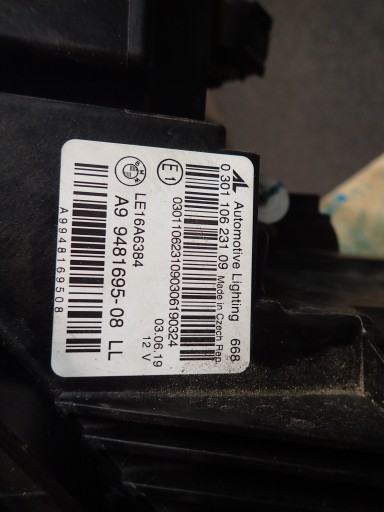 AL Automotive Lighting 668
0 301 106 231 09 Made in Czech Rep.
0301106231090306190324
E1 03.06.19
12 V
BMW LE16A6384
A9 9481695-08 LL
A9948169508